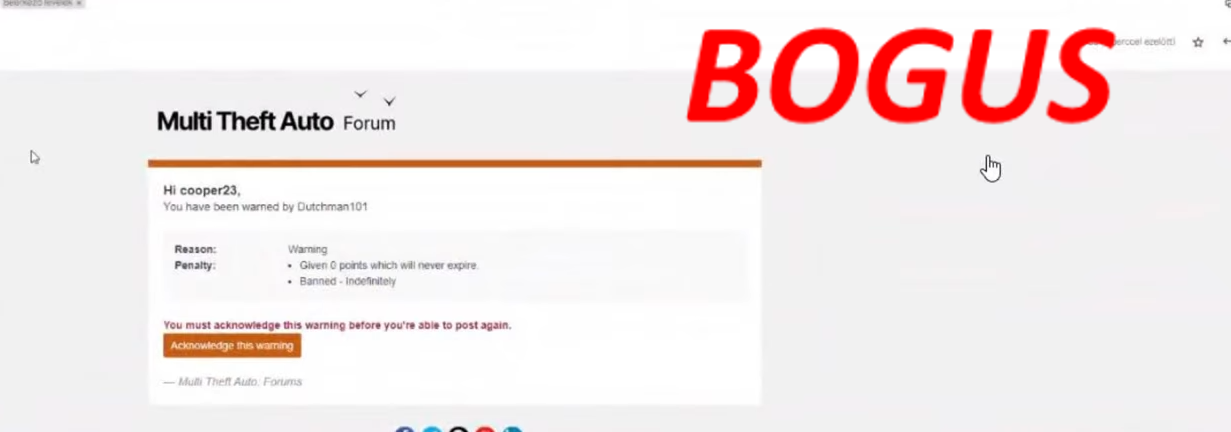 Beérkező levelek ×
BOGUS
perccel ezelőtt)
Multi Theft Auto Forum
Hi cooper23,
You have been warned by Dutchman101
Reason: Warning
Penalty: • Given 0 points which will never expire.
• Banned - Indefinitely
You must acknowledge this warning before you're able to post again.
Acknowledge this warning
— Multi Theft Auto: Forums